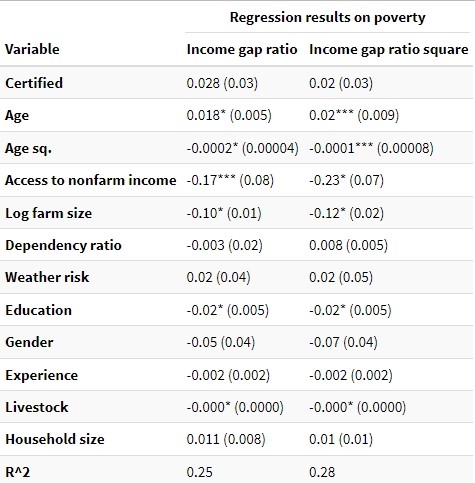 Regression results on poverty
Variable Income gap ratio Income gap ratio square
Certified 0.028 (0.03) 0.02 (0.03)
Age 0.018* (0.005) 0.02*** (0.009)
Age sq. -0.0002* (0.00004) -0.0001*** (0.00008)
Access to nonfarm income -0.17*** (0.08) -0.23* (0.07)
Log farm size -0.10* (0.01) -0.12* (0.02)
Dependency ratio -0.003 (0.02) 0.008 (0.005)
Weather risk 0.02 (0.04) 0.02 (0.05)
Education -0.02* (0.005) -0.02* (0.005)
Gender -0.05 (0.04) -0.07 (0.04)
Experience -0.002 (0.002) -0.002 (0.002)
Livestock -0.000* (0.0000) -0.000* (0.0000)
Household size 0.011 (0.008) 0.01 (0.01)
R^2 0.25 0.28